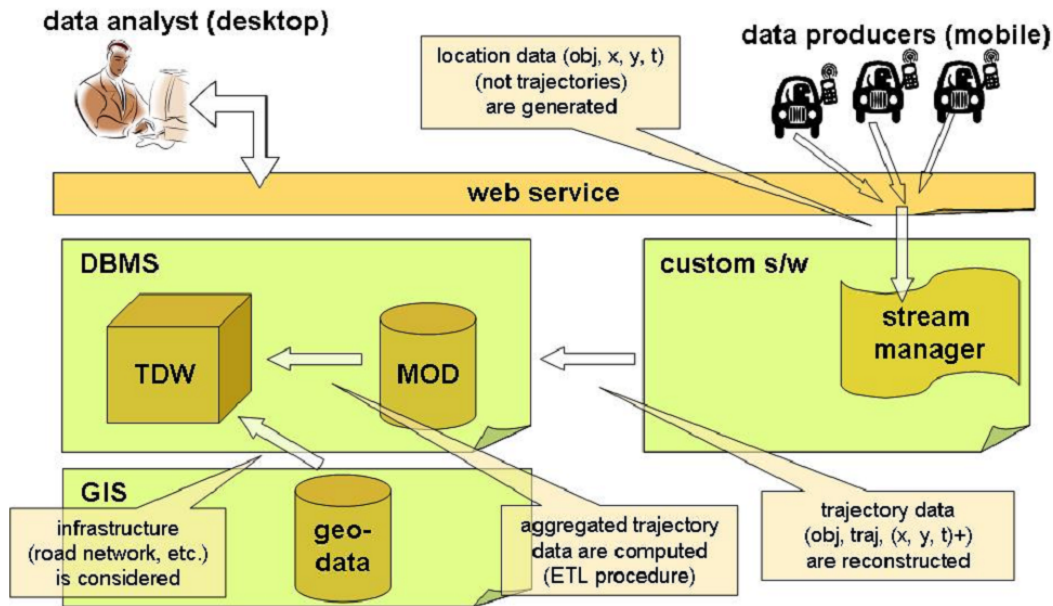 data analyst (desktop)
location data (obj, x, y, t)
(not trajectories)
are generated
data producers (mobile)
web service
DBMS
TDW
MOD
custom s/w
stream
manager
GIS
geo-
data
infrastructure
(road network, etc.)
is considered
aggregated trajectory
data are computed
(ETL procedure)
trajectory data
(obj, traj, (x, y, t)+)
are reconstructed